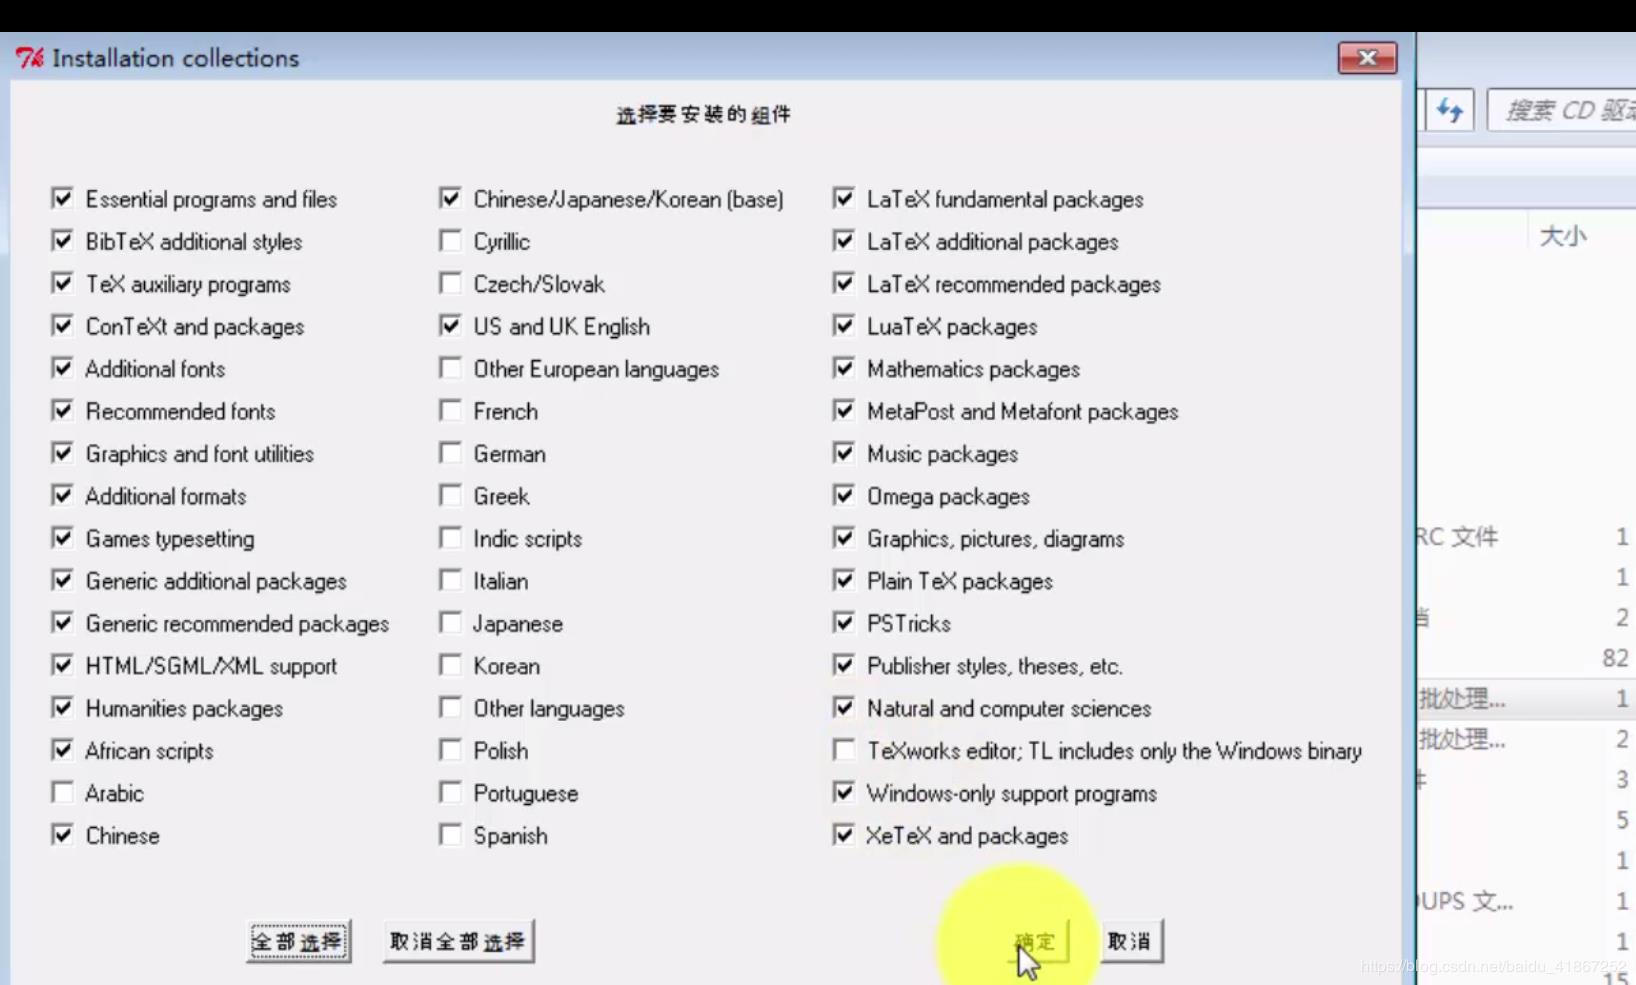 Installation collections
选择要安装的组件
Essential programs and files
BibTeX additional styles
TeX auxiliary programs
ConTeXt and packages
Additional fonts
Recommended fonts
Graphics and font utilities
Additional formats
Games typesetting
Generic additional packages
Generic recommended packages
HTML/SGML/XML support
Humanities packages
African scripts
Arabic
Chinese
Chinese/Japanese/Korean (base)
Cyrillic
Czech/Slovak
US and UK English
Other European languages
French
German
Greek
Indic scripts
Italian
Japanese
Korean
Other languages
Polish
Portuguese
Spanish
LaTeX fundamental packages
LaTeX additional packages
LaTeX recommended packages
LuaTeX packages
Mathematics packages
MetaPost and Metafont packages
Music packages
Omega packages
Graphics, pictures, diagrams
Plain TeX packages
PSTricks
Publisher styles, theses, etc.
Natural and computer sciences
TeXworks editor; TL includes only the Windows binary
Windows-only support programs
XeTeX and packages
全部选择
取消全部选择
确定
取消
搜索 CD 驱
大小
RC 文件 1
1
2
82
批处理... 1
批处理... 2
3
5
1
UPS 文... 1
1
15
https://blog.csdn.net/baidu_41867252